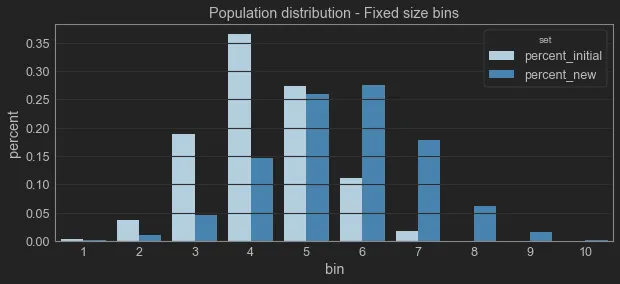 Population distribution - Fixed size bins
set
percent_initial
percent_new
percent
0.35
0.30
0.25
0.20
0.15
0.10
0.05
0.00
1 2 3 4 5 6 7 8 9 10
bin